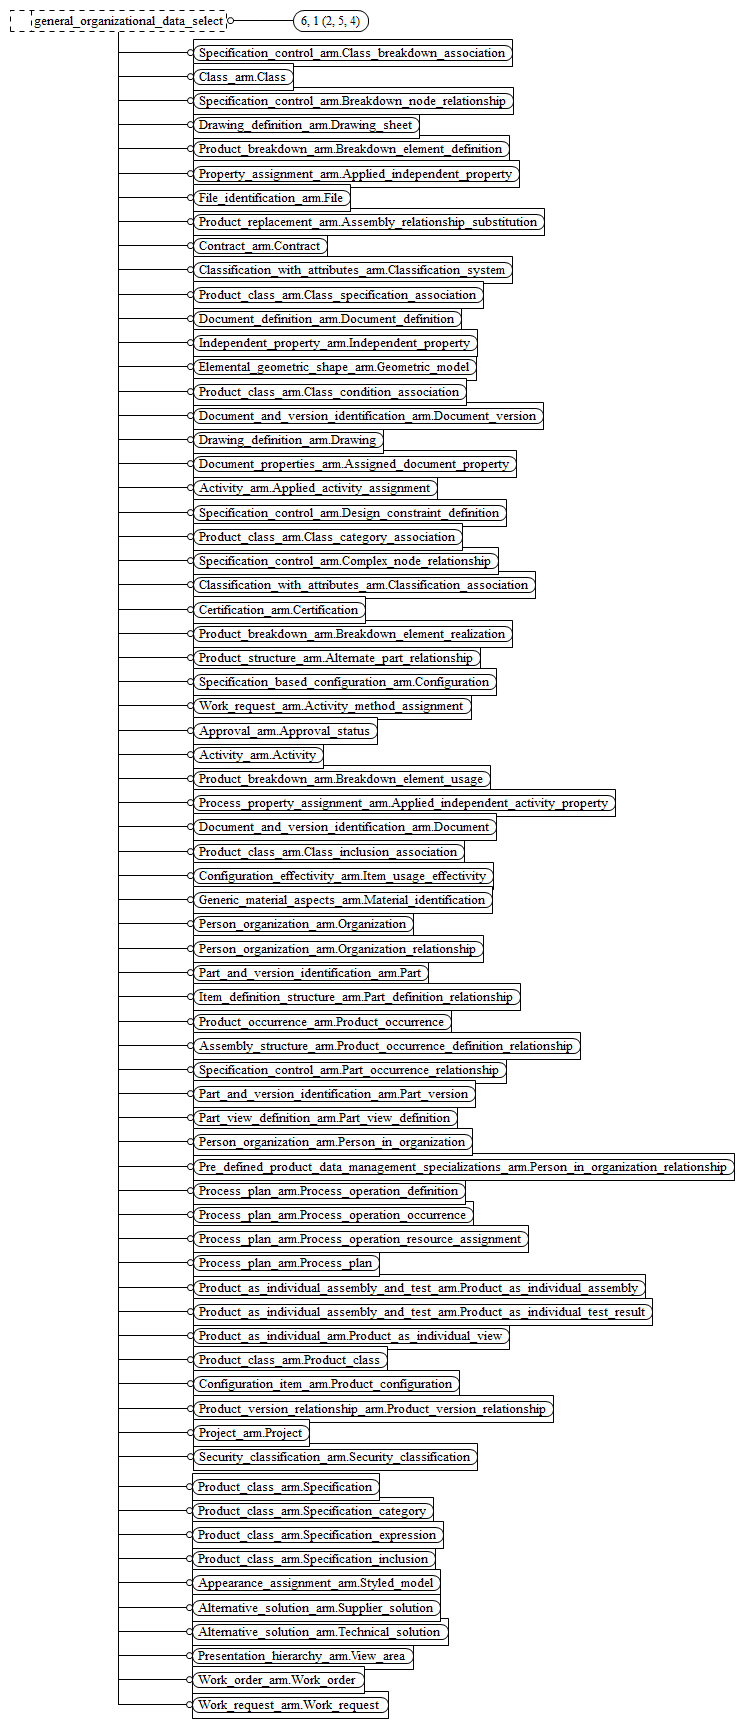 general_organizational_data_select
6, 1 (2, 5, 4)
Specification_control_arm.Class_breakdown_association
Class_arm.Class
Specification_control_arm.Breakdown_node_relationship
Drawing_definition_arm.Drawing_sheet
Product_breakdown_arm.Breakdown_element_definition
Property_assignment_arm.Applied_independent_property
File_identification_arm.File
Product_replacement_arm.Assembly_relationship_substitution
Contract_arm.Contract
Classification_with_attributes_arm.Classification_system
Product_class_arm.Class_specification_association
Document_definition_arm.Document_definition
Independent_property_arm.Independent_property
Elemental_geometric_shape_arm.Geometric_model
Product_class_arm.Class_condition_association
Document_and_version_identification_arm.Document_version
Drawing_definition_arm.Drawing
Document_properties_arm.Assigned_document_property
Activity_arm.Applied_activity_assignment
Specification_control_arm.Design_constraint_definition
Product_class_arm.Class_category_association
Specification_control_arm.Complex_node_relationship
Classification_with_attributes_arm.Classification_association
Certification_arm.Certification
Product_breakdown_arm.Breakdown_element_realization
Product_structure_arm.Alternate_part_relationship
Specification_based_configuration_arm.Configuration
Work_request_arm.Activity_method_assignment
Approval_arm.Approval_status
Activity_arm.Activity
Product_breakdown_arm.Breakdown_element_usage
Process_property_assignment_arm.Applied_independent_activity_property
Document_and_version_identification_arm.Document
Product_class_arm.Class_inclusion_association
Configuration_effectivity_arm.Item_usage_effectivity
Generic_material_aspects_arm.Material_identification
Person_organization_arm.Organization
Person_organization_arm.Organization_relationship
Part_and_version_identification_arm.Part
Item_definition_structure_arm.Part_definition_relationship
Product_occurrence_arm.Product_occurrence
Assembly_structure_arm.Product_occurrence_definition_relationship
Specification_control_arm.Part_occurrence_relationship
Part_and_version_identification_arm.Part_version
Part_view_definition_arm.Part_view_definition
Person_organization_arm.Person_in_organization
Pre_defined_product_data_management_specializations_arm.Person_in_organization_relationship
Process_plan_arm.Process_operation_definition
Process_plan_arm.Process_operation_occurrence
Process_plan_arm.Process_operation_resource_assignment
Process_plan_arm.Process_plan
Product_as_individual_assembly_and_test_arm.Product_as_individual_assembly
Product_as_individual_assembly_and_test_arm.Product_as_individual_test_result
Product_as_individual_arm.Product_as_individual_view
Product_class_arm.Product_class
Configuration_item_arm.Product_configuration
Product_version_relationship_arm.Product_version_relationship
Project_arm.Project
Security_classification_arm.Security_classification
Product_class_arm.Specification
Product_class_arm.Specification_category
Product_class_arm.Specification_expression
Product_class_arm.Specification_inclusion
Appearance_assignment_arm.Styled_model
Alternative_solution_arm.Supplier_solution
Alternative_solution_arm.Technical_solution
Presentation_hierarchy_arm.View_area
Work_order_arm.Work_order
Work_request_arm.Work_request